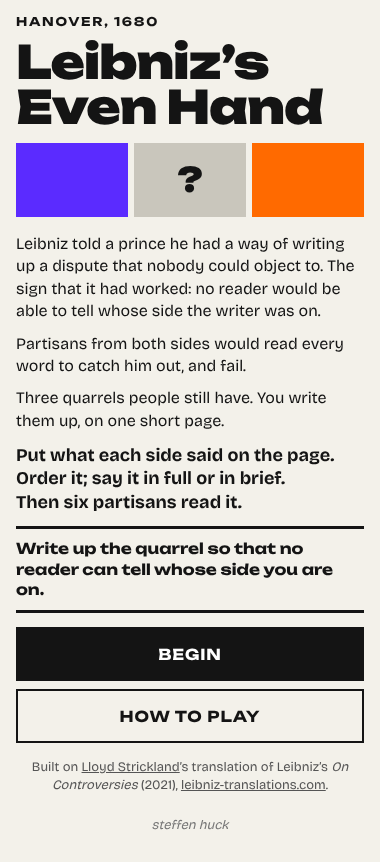 HANOVER, 1680
Leibniz’s
Even Hand
?
Leibniz told a prince he had a way of writing
up a dispute that nobody could object to. The
sign that it had worked: no reader would be
able to tell whose side the writer was on.
Partisans from both sides would read every
word to catch him out, and fail.
Three quarrels people still have. You write
them up, on one short page.
Put what each side said on the page.
Order it; say it in full or in brief.
Then six partisans read it.
Write up the quarrel so that no
reader can tell whose side you are
on.
BEGIN
HOW TO PLAY
Built on Lloyd Strickland’s translation of Leibniz’s On
Controversies (2021), leibniz-translations.com.
steffen huck